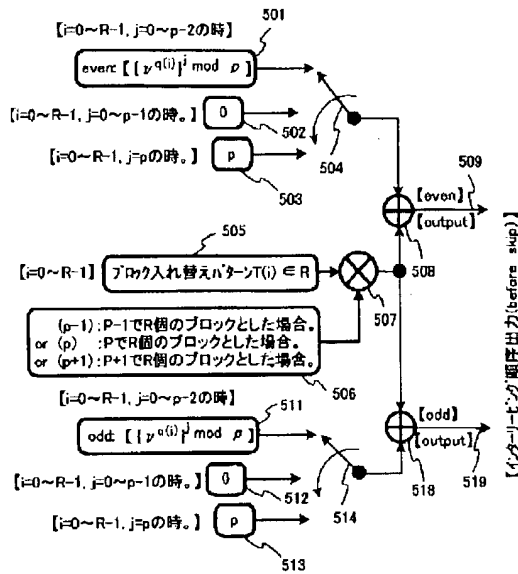 501
【i=0~R-1, j=0~p-2の時】
even: 【 [ ν^q(i) ]^j mod p 】
【i=0~R-1, j=0~p-1の時。】
0
502
504
【i=0~R-1, j=pの時。】
p
503
509
【even】
【output】
508
505
【i=0~R-1】
ブロック入れ替えパターンT(i) ∈ R
507
(p-1) : P-1でR個のブロックとした場合。
or (p) : PでR個のブロックとした場合。
or (p+1) : P+1でR個のブロックとした場合。
506
【i=0~R-1, j=0~p-2の時】
511
odd: 【 [ ν^q(i) ]^j mod p 】
【odd】
【output】
518
519
【i=0~R-1, j=0~p-1の時。】
0
512
514
【i=0~R-1, j=pの時。】
p
513
【インターリービング順序出力(before skip)】